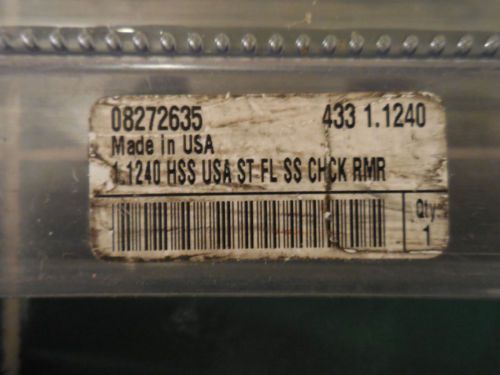 08272635 433 1.1240
Made in USA
1.1240 HSS USA ST FL SS CHCK RMR
Qty
1